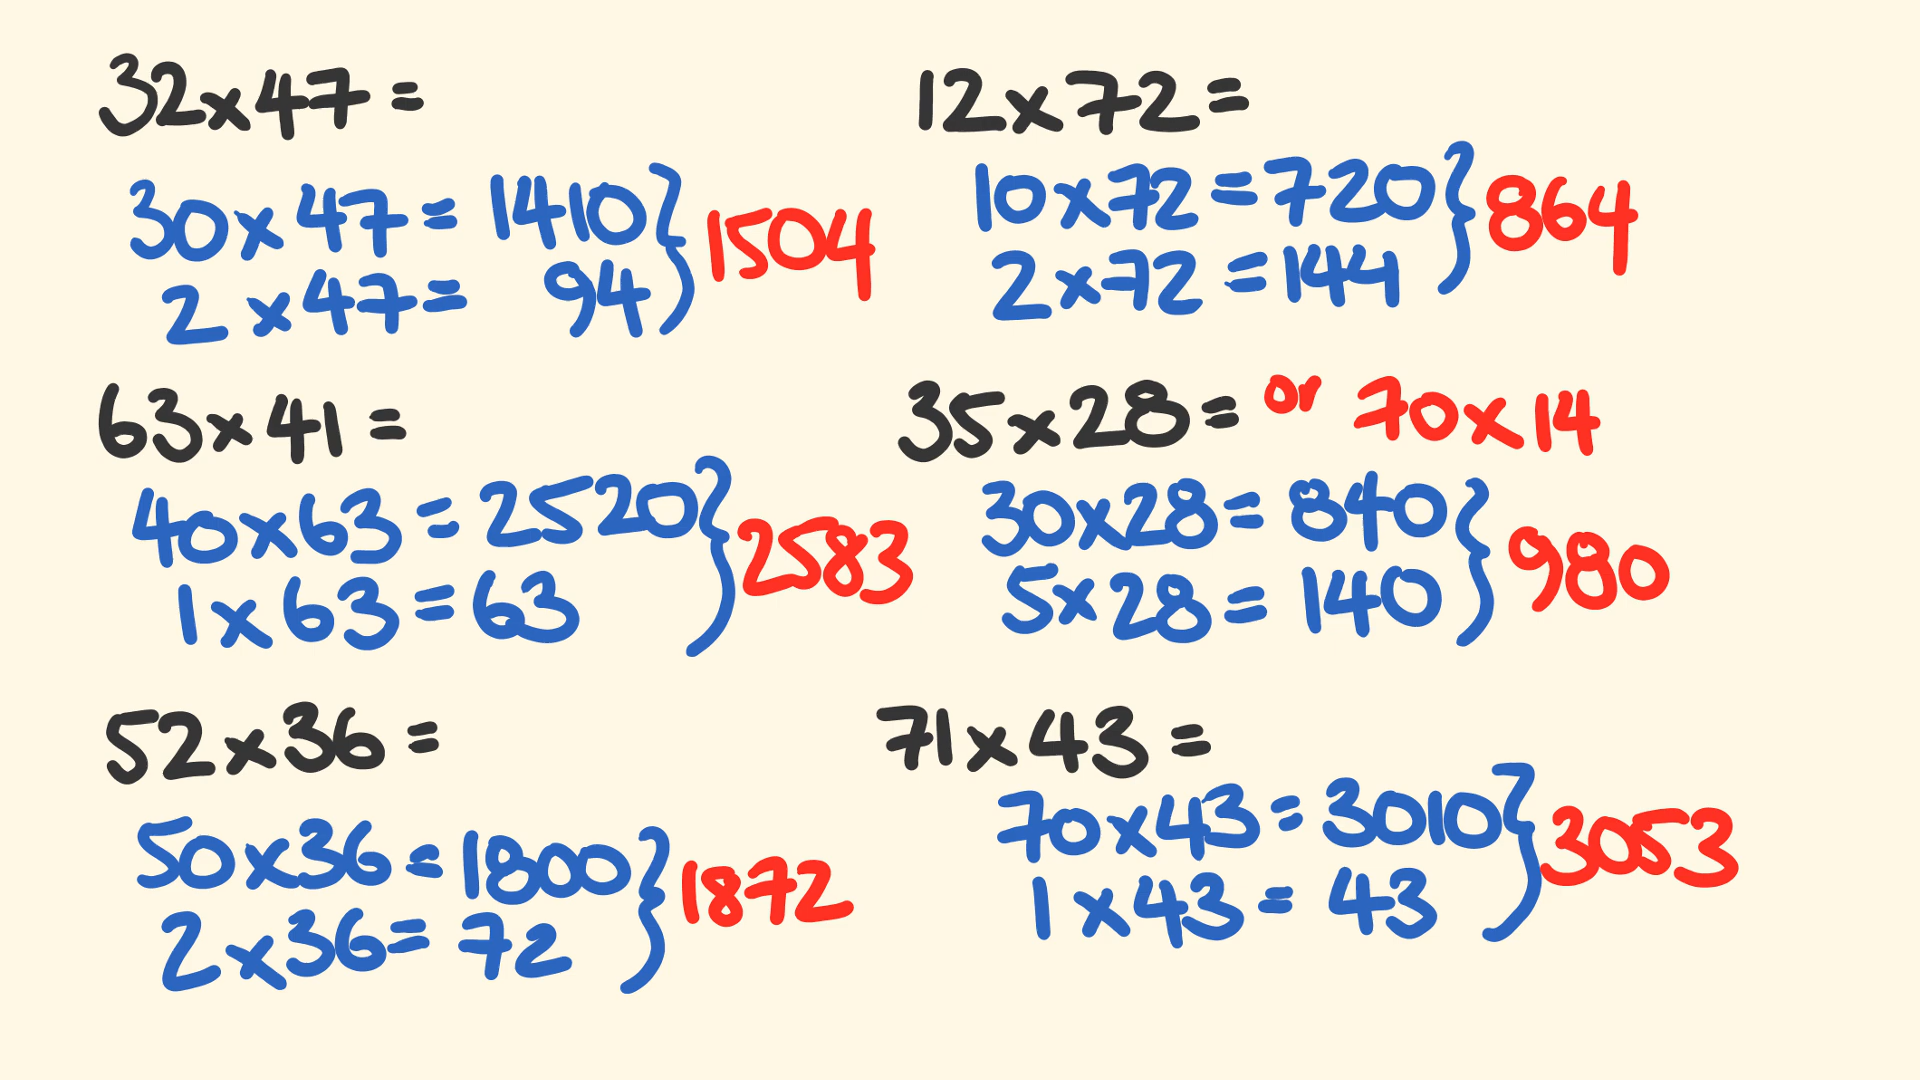 32x47=
30x47=1410
2x47=94
1504
12x72=
10x72=720
2x72=144
864
63x41=
40x63=2520
1x63=63
2583
35x28= or 70x14
30x28=840
5x28=140
980
52x36=
50x36=1800
2x36=72
1872
71x43=
70x43=3010
1x43=43
3053